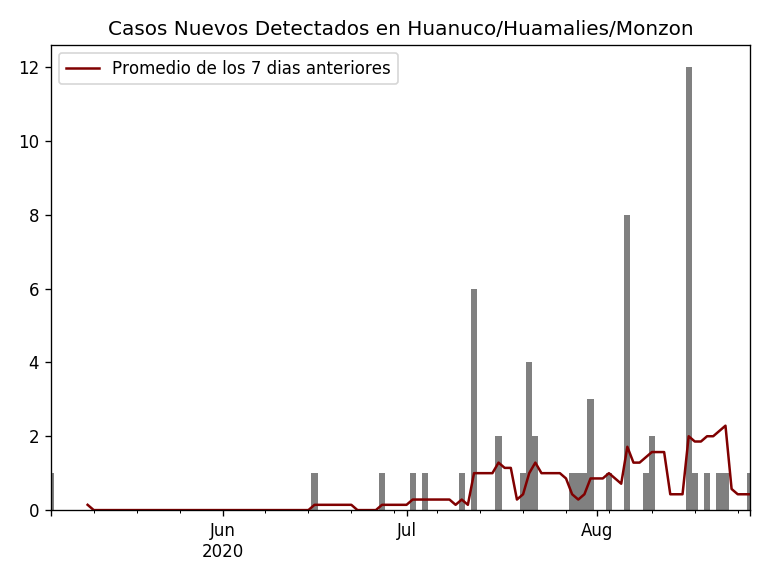 Casos Nuevos Detectados en Huanuco/Huamalies/Monzon
Promedio de los 7 dias anteriores
12
10
8
6
4
2
0
Jun
2020
Jul
Aug